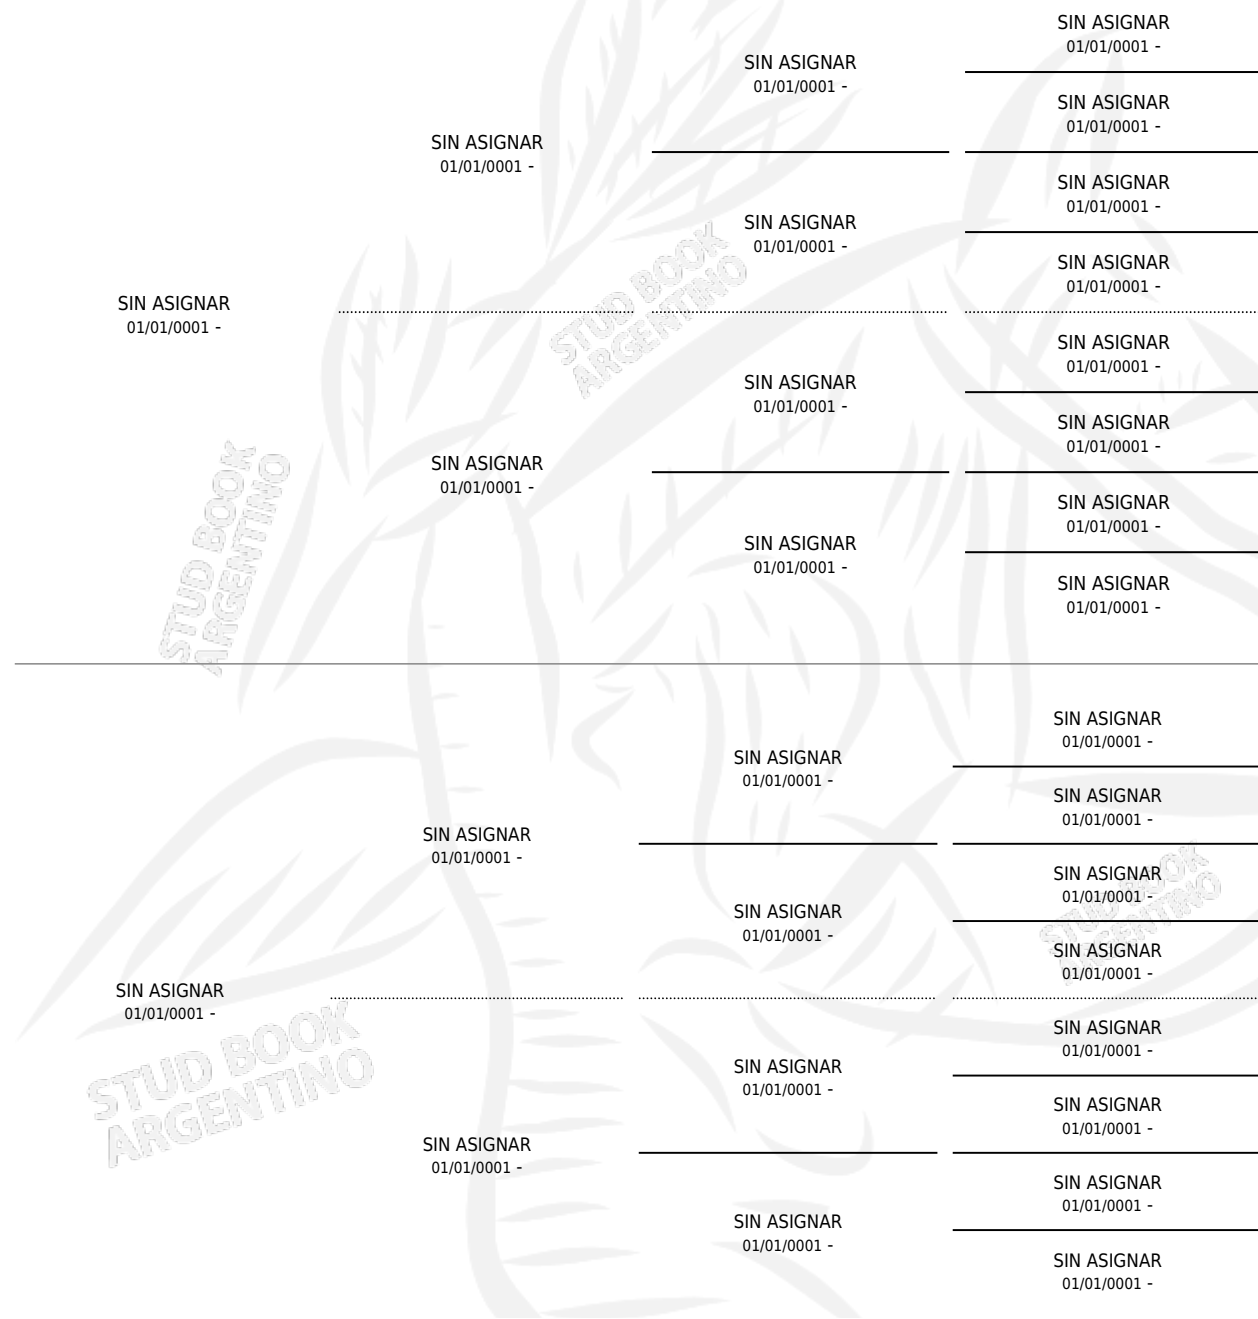 SIN ASIGNAR
01/01/0001 -
SIN ASIGNAR
01/01/0001 -
SIN ASIGNAR
01/01/0001 -
SIN ASIGNAR
01/01/0001 -
SIN ASIGNAR
01/01/0001 -
SIN ASIGNAR
01/01/0001 -
SIN ASIGNAR
01/01/0001 -
SIN ASIGNAR
01/01/0001 -
STUD BOOK
ARGENTINO
SIN ASIGNAR
01/01/0001 -
SIN ASIGNAR
01/01/0001 -
SIN ASIGNAR
01/01/0001 -
SIN ASIGNAR
01/01/0001 -
STUD BOOK
ARGENTINO
SIN ASIGNAR
01/01/0001 -
SIN ASIGNAR
01/01/0001 -
SIN ASIGNAR
01/01/0001 -
SIN ASIGNAR
01/01/0001 -
SIN ASIGNAR
01/01/0001 -
SIN ASIGNAR
01/01/0001 -
SIN ASIGNAR
01/01/0001 -
SIN ASIGNAR
01/01/0001 -
STUD BOOK
ARGENTINO
SIN ASIGNAR
01/01/0001 -
SIN ASIGNAR
01/01/0001 -
SIN ASIGNAR
01/01/0001 -
SIN ASIGNAR
01/01/0001 -
STUD BOOK
ARGENTINO
SIN ASIGNAR
01/01/0001 -
SIN ASIGNAR
01/01/0001 -
SIN ASIGNAR
01/01/0001 -
SIN ASIGNAR
01/01/0001 -
SIN ASIGNAR
01/01/0001 -
SIN ASIGNAR
01/01/0001 -